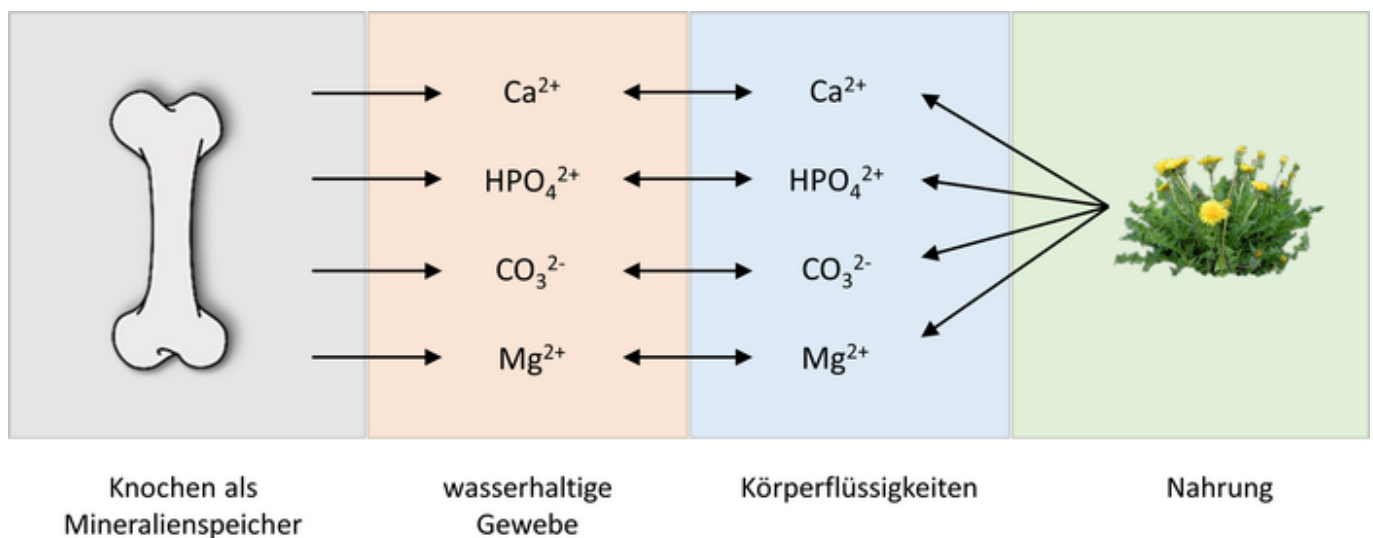 Ca²⁺ Ca²⁺
HPO₄²⁺ HPO₄²⁺
CO₃²⁻ CO₃²⁻
Mg²⁺ Mg²⁺
Knochen als
Mineralienspeicher
wasserhaltige
Gewebe
Körperflüssigkeiten
Nahrung